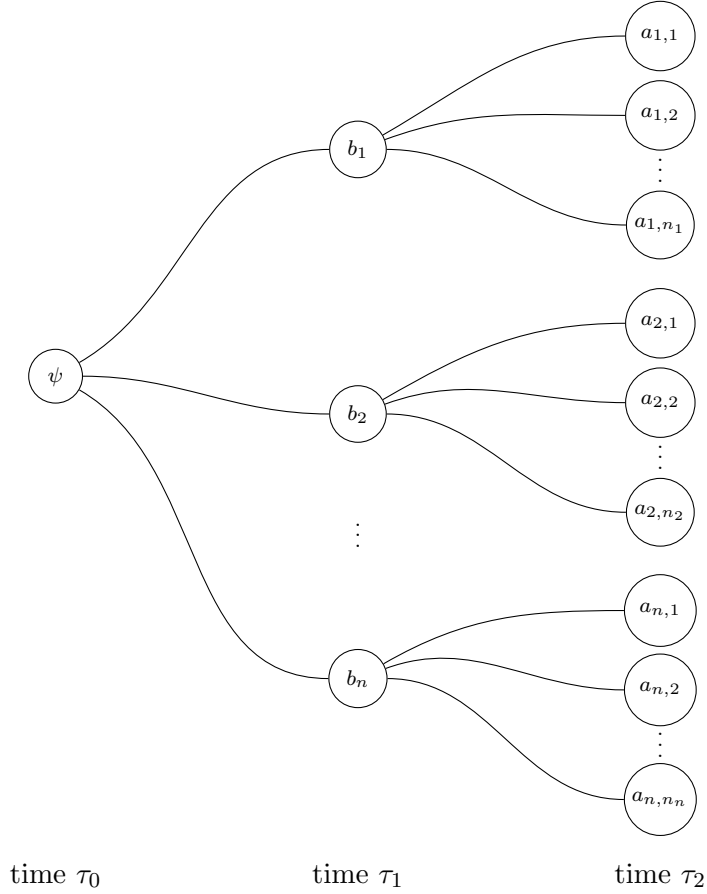 a₁,₁
a₁,₂
⋮
a₁,ₙ₁
b₁
a₂,₁
a₂,₂
⋮
a₂,ₙ₂
ψ
b₂
⋮
aₙ,₁
aₙ,₂
⋮
aₙ,ₙₙ
bₙ
time τ₀ time τ₁ time τ₂